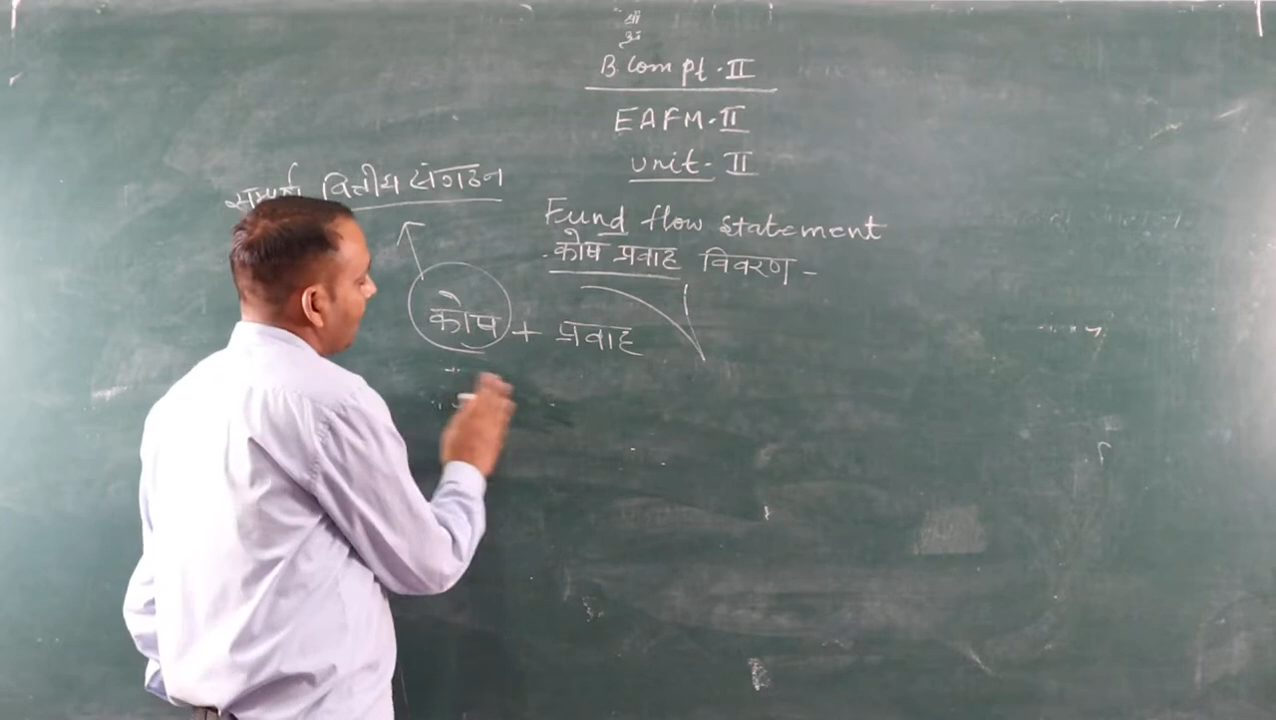 श्री
B. Com pt. II
EAFM. II
Unit- II
वित्तीय संगठन
Fund flow statement
कोष प्रवाह विवरण -
कोष + प्रवाह